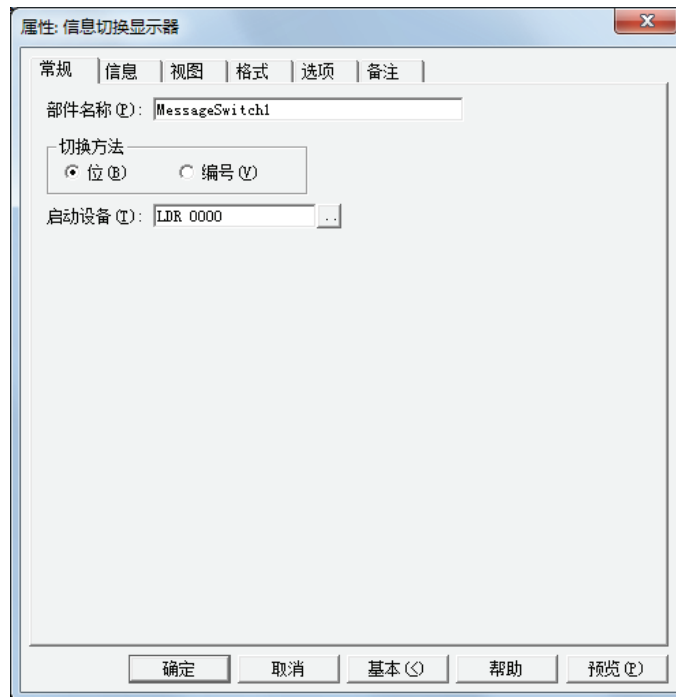 属性: 信息切换显示器
x
常规 信息 视图 格式 选项 备注
部件名称(P): MessageSwitch1
切换方法
位(B) 编号(V)
启动设备(T): LDR 0000 ..
确定 取消 基本(<) 帮助 预览(P)